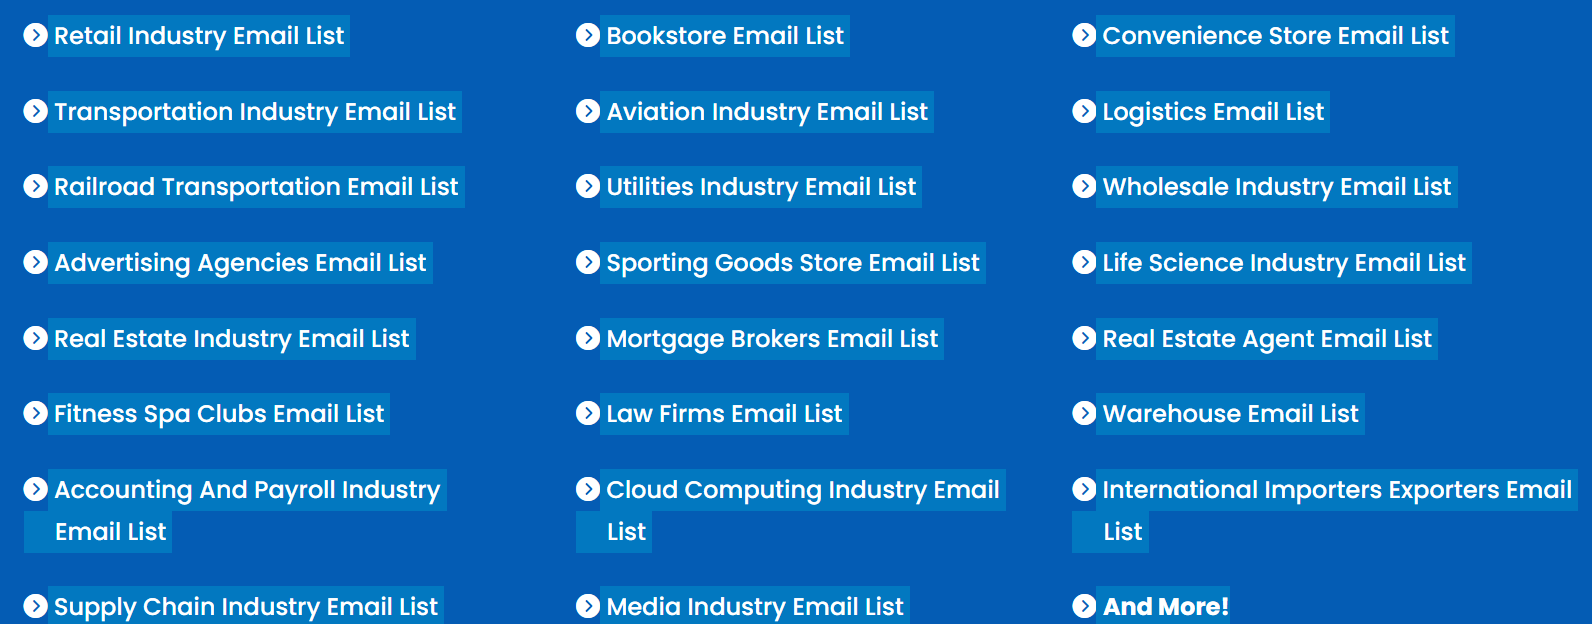 Retail Industry Email List
Bookstore Email List
Convenience Store Email List
Transportation Industry Email List
Aviation Industry Email List
Logistics Email List
Railroad Transportation Email List
Utilities Industry Email List
Wholesale Industry Email List
Advertising Agencies Email List
Sporting Goods Store Email List
Life Science Industry Email List
Real Estate Industry Email List
Mortgage Brokers Email List
Real Estate Agent Email List
Fitness Spa Clubs Email List
Law Firms Email List
Warehouse Email List
Accounting And Payroll Industry
Email List
Cloud Computing Industry Email
List
International Importers Exporters Email
List
Supply Chain Industry Email List
Media Industry Email List
And More!